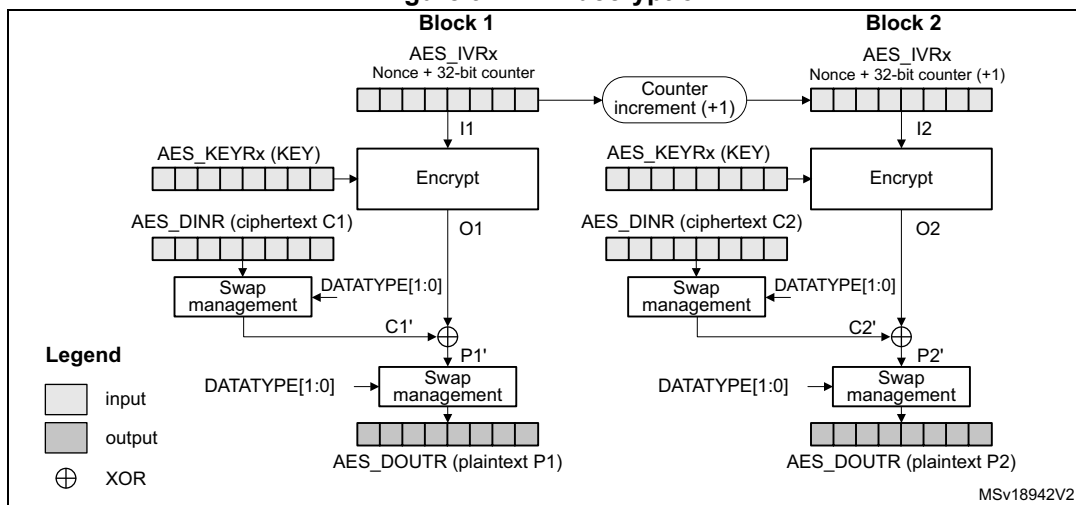 Block 1
Block 2
AES_IVRx
Nonce + 32-bit counter
Counter
increment (+1)
AES_IVRx
Nonce + 32-bit counter (+1)
I1
I2
AES_KEYRx (KEY)
Encrypt
AES_KEYRx (KEY)
Encrypt
AES_DINR (ciphertext C1)
O1
AES_DINR (ciphertext C2)
O2
Swap
management
DATATYPE[1:0]
Swap
management
DATATYPE[1:0]
C1'
C2'
Legend
P1'
P2'
DATATYPE[1:0]
Swap
management
DATATYPE[1:0]
Swap
management
input
output
AES_DOUTR (plaintext P1)
AES_DOUTR (plaintext P2)
XOR
MSv18942V2